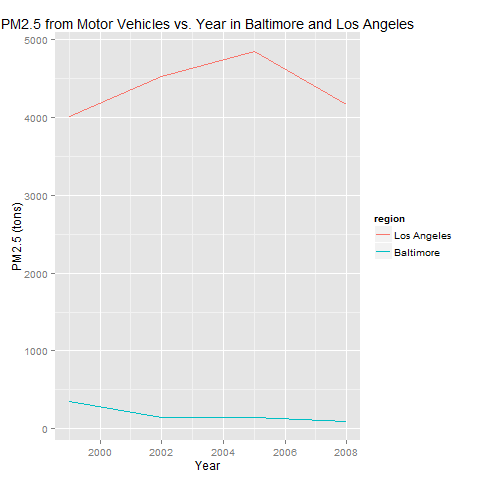 PM2.5 from Motor Vehicles vs. Year in Baltimore and Los Angeles
5000
4000
3000
2000
1000
0
PM2.5 (tons)
2000 2002 2004 2006 2008
Year
region
Los Angeles
Baltimore